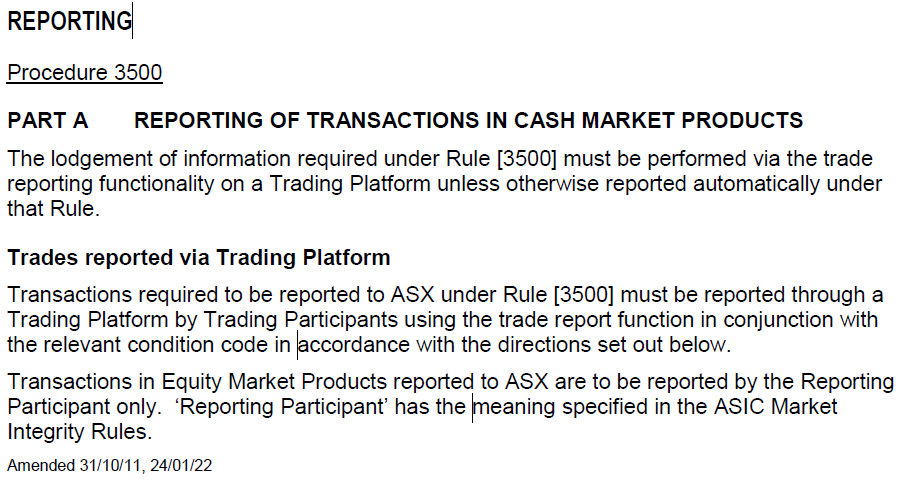 REPORTING
Procedure 3500
PART A REPORTING OF TRANSACTIONS IN CASH MARKET PRODUCTS
The lodgement of information required under Rule [3500] must be performed via the trade
reporting functionality on a Trading Platform unless otherwise reported automatically under
that Rule.
Trades reported via Trading Platform
Transactions required to be reported to ASX under Rule [3500] must be reported through a
Trading Platform by Trading Participants using the trade report function in conjunction with
the relevant condition code in accordance with the directions set out below.
Transactions in Equity Market Products reported to ASX are to be reported by the Reporting
Participant only.  ‘Reporting Participant’ has the meaning specified in the ASIC Market
Integrity Rules.
Amended 31/10/11, 24/01/22